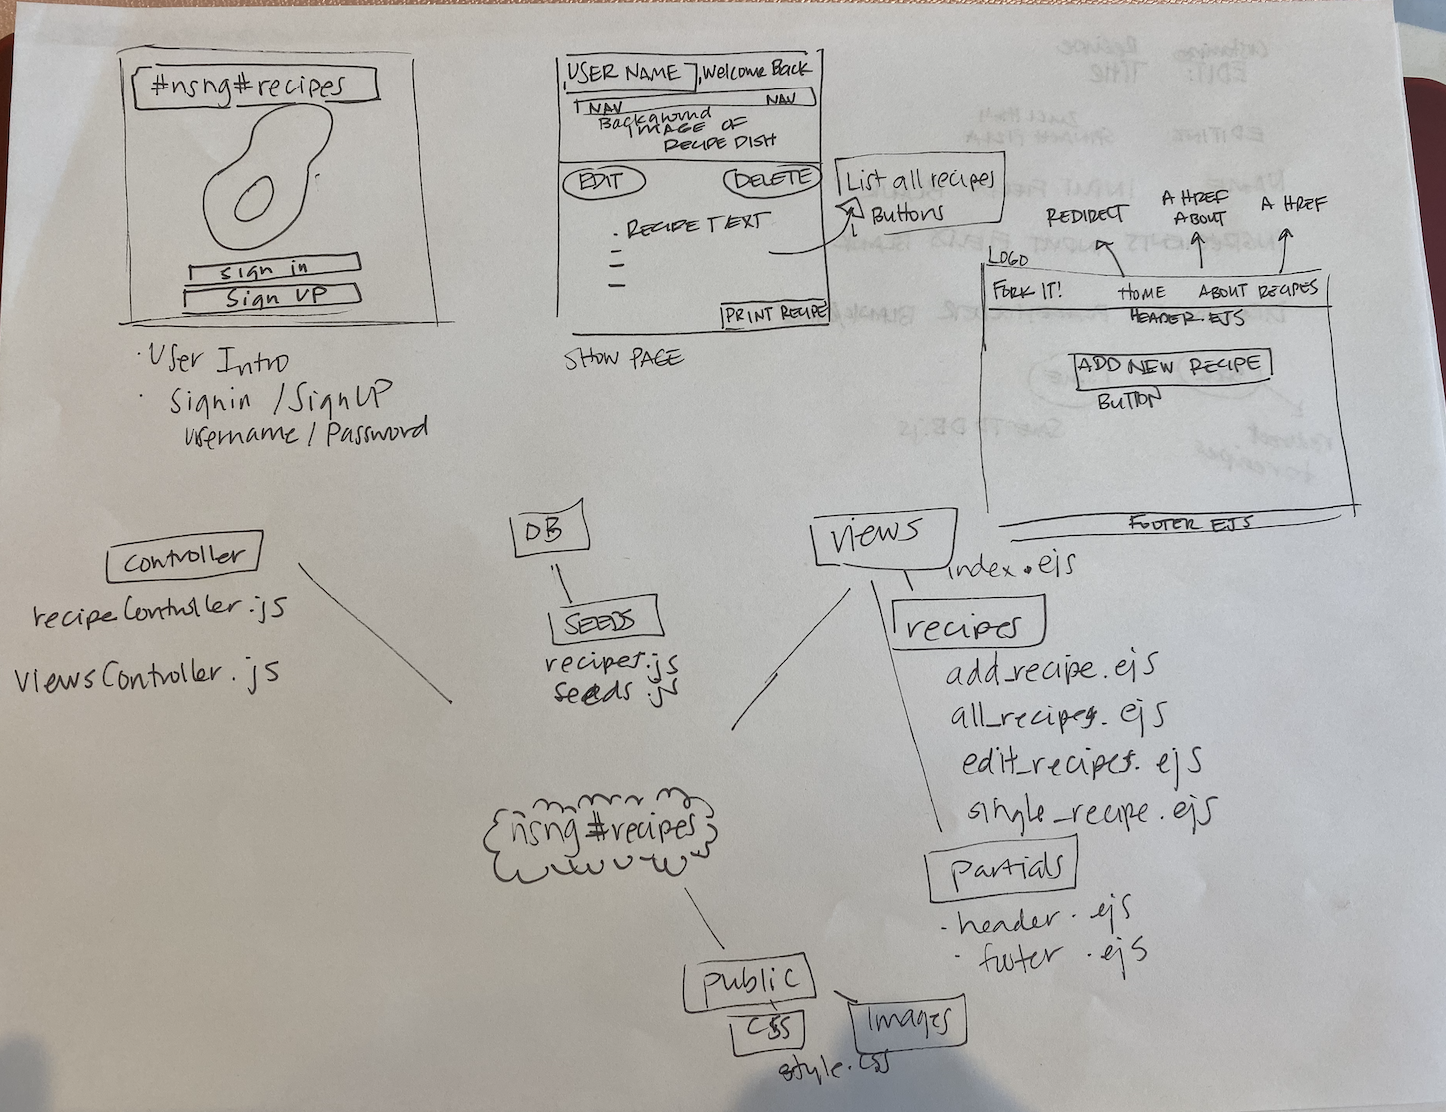 #nsng#recipes
sign in
Sign UP
· User Intro
· Signin / SignUP
username / Password
USER NAME, Welcome Back
NAV NAV
Background
IMAGE OF
RECIPE DISH
EDIT DELETE
· RECIPE TEXT
PRINT RECIPE
SHOW PAGE
List all recipes
Buttons
REDIRECT
A HREF
ABOUT
A HREF
LOGO
FORK IT! HOME ABOUT RECIPES
HEADER.EJS
ADD NEW RECIPE
BUTTON
FOOTER EJS
controller
recipeController.js
viewsController.js
DB
SEEDS
recipes.js
seeds.js
views
index.ejs
recipes
add_recipe.ejs
all_recipes.ejs
edit_recipes.ejs
single_recipe.ejs
partials
· header.ejs
· footer.ejs
nsng#recipes
public
CSS
style.css
Images